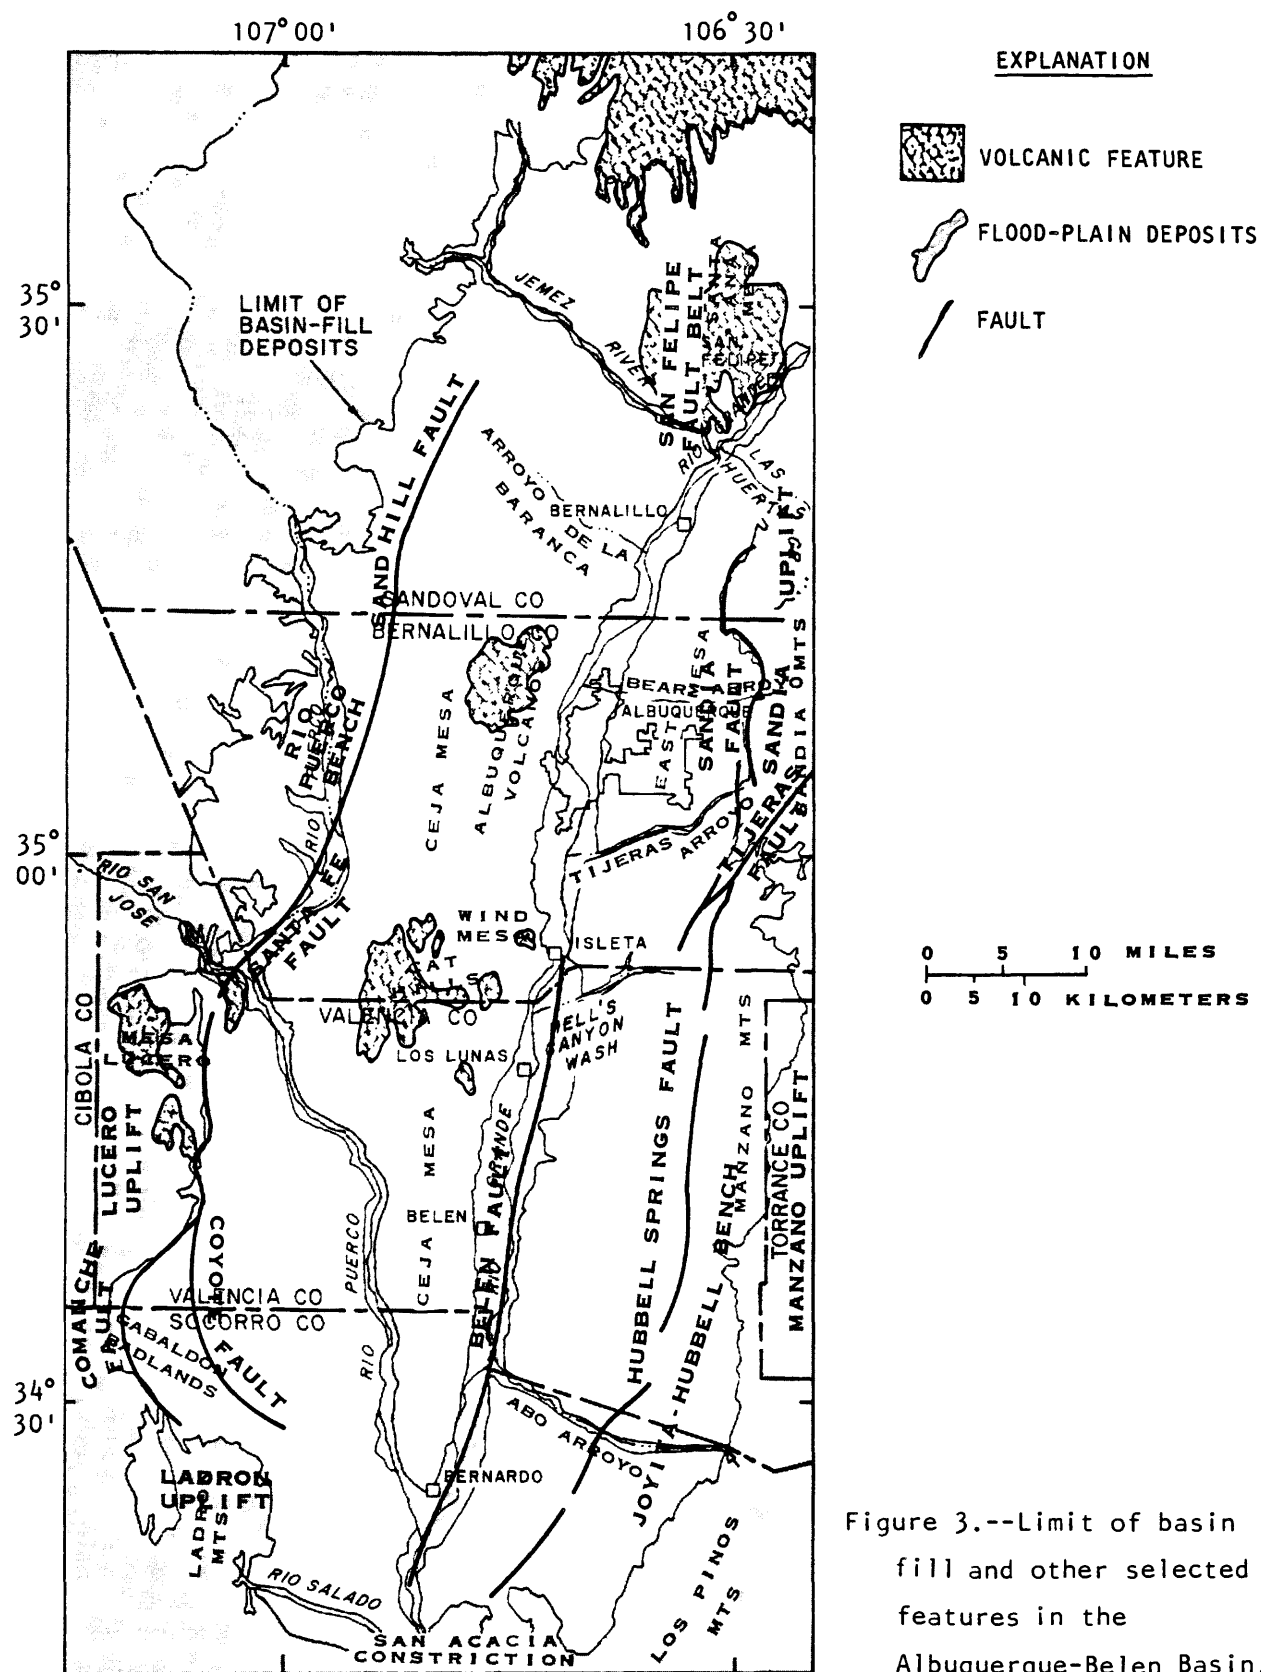 107° 00'
106° 30'
EXPLANATION
VOLCANIC FEATURE
FLOOD-PLAIN DEPOSITS
FAULT
35°
30'
LIMIT OF
BASIN-FILL
DEPOSITS
JEMEZ
RIVER
SAN FELIPE
FAULT BELT
SANTA
ANA
MESA
SAN
FELIPE
RIO GRANDE
LAS
HUERTAS
SAND HILL FAULT
ARROYO
DE LA
BARANCA
BERNALILLO
UPLIFT
SANDOVAL CO
BERNALILLO CO
RIO
PUERCO
BENCH
RIO PUERCO
CEJA MESA
ALBUQUERQUE
VOLCANOS
BEAR ARROYO
ALBUQUERQUE
EAST MESA
SANDIA
FAULT
SANDIA
SANDIA MTS
35°
00'
TIJERAS ARROYO
TIJERAS
FAULT
RIO SAN
JOSE
SANTA FE
FAULT
WIND
MESA
ISLETA
CAT
HILLS
0 5 10 MILES
0 5 10 KILOMETERS
CIBOLA CO
MESA
LUCERO
VALENCIA CO
LOS LUNAS
HELL'S
CANYON
WASH
LUCERO
UPLIFT
CEJA MESA
RIO GRANDE
HUBBELL SPRINGS FAULT
MANZANO MTS
TORRANCE CO
MANZANO UPLIFT
BELEN
BELEN FAULT
RIO PUERCO
COMANCHE
FAULT
COYOTE FAULT
VALENCIA CO
SOCORRO CO
GABALDON
BADLANDS
JOYITA-HUBBELL BENCH
34°
30'
ABO ARROYO
LADRON
UPLIFT
LADRON
MTS
BERNARDO
RIO SALADO
LOS PINOS
MTS
SAN ACACIA
CONSTRICTION
Figure 3.--Limit of basin
fill and other selected
features in the
Albuquerque-Belen Basin.